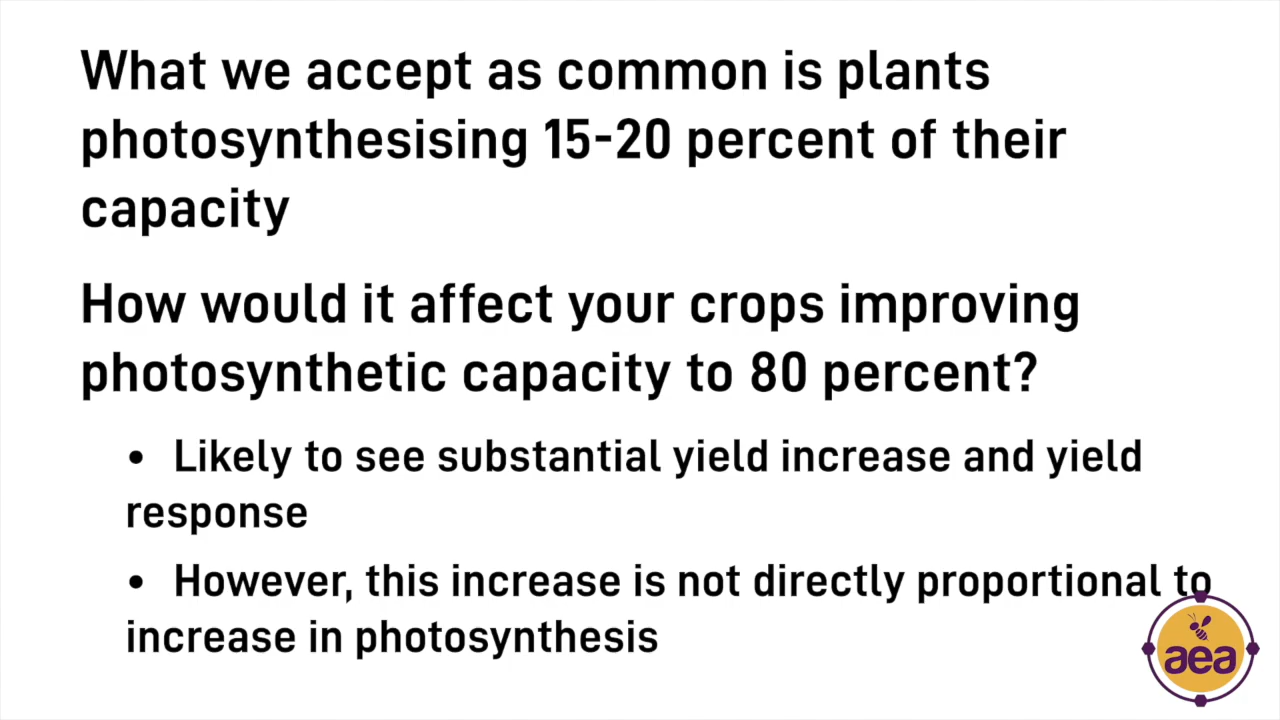 What we accept as common is plants
photosynthesising 15-20 percent of their
capacity
How would it affect your crops improving
photosynthetic capacity to 80 percent?
• Likely to see substantial yield increase and yield
response
• However, this increase is not directly proportional to
increase in photosynthesis
aea